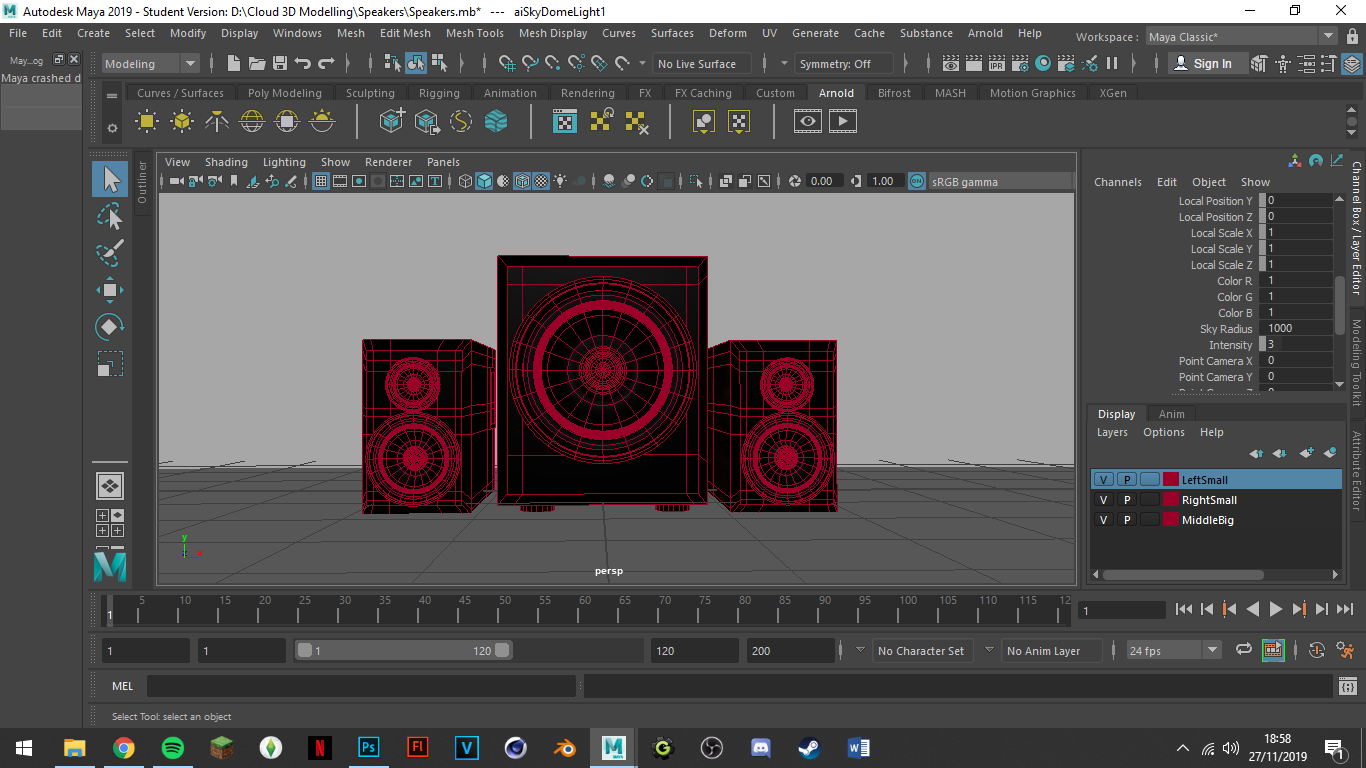 Autodesk Maya 2019 - Student Version: D:\Cloud 3D Modelling\Speakers\Speakers.mb* --- aiSkyDomeLight1
File Edit Create Select Modify Display Windows Mesh Edit Mesh Mesh Tools Mesh Display Curves Surfaces Deform UV Generate Cache Substance Arnold Help Workspace : Maya Classic*
May...og
Modeling No Live Surface Symmetry: Off Sign In
Maya crashed d
Curves / Surfaces Poly Modeling Sculpting Rigging Animation Rendering FX FX Caching Custom Arnold Bifrost MASH Motion Graphics XGen
IPR
Outliner
View Shading Lighting Show Renderer Panels
0.00 1.00 ON sRGB gamma
Channels Edit Object Show
Local Position Y 0
Local Position Z 0
Local Scale X 1
Local Scale Y 1
Local Scale Z 1
Color R 1
Color G 1
Color B 1
Sky Radius 1000
Intensity 3
Point Camera X 0
Point Camera Y 0
Channel Box / Layer Editor
Modeling Toolkit
Attribute Editor
Display Anim
Layers Options Help
V P LeftSmall
V P RightSmall
V P MiddleBig
y
x
persp
MAYA
1 5 10 15 20 25 30 35 40 45 50 55 60 65 70 75 80 85 90 95 100 105 110 115 12
1
1 1 1 120 120 200 No Character Set No Anim Layer 24 fps
MEL
Select Tool: select an object
N Ps Fl V M MAYA G W
18:58
27/11/2019
1